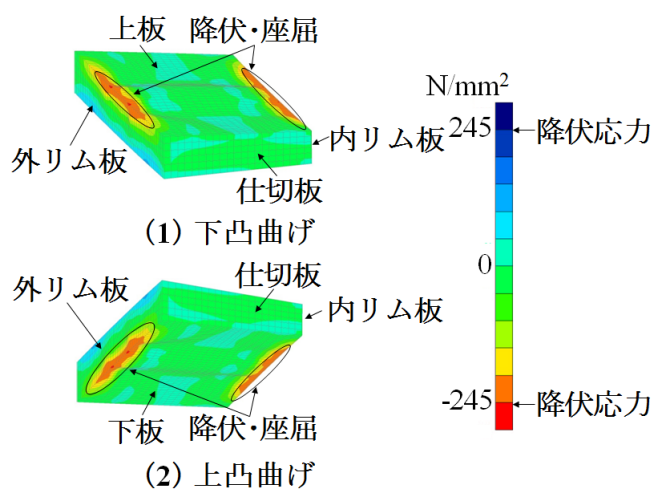 上板
降伏・座屈
外リム板
内リム板
仕切板
(1) 下凸曲げ
外リム板
仕切板
内リム板
下板
降伏・座屈
(2) 上凸曲げ
N/mm²
245
降伏応力
0
-245
降伏応力